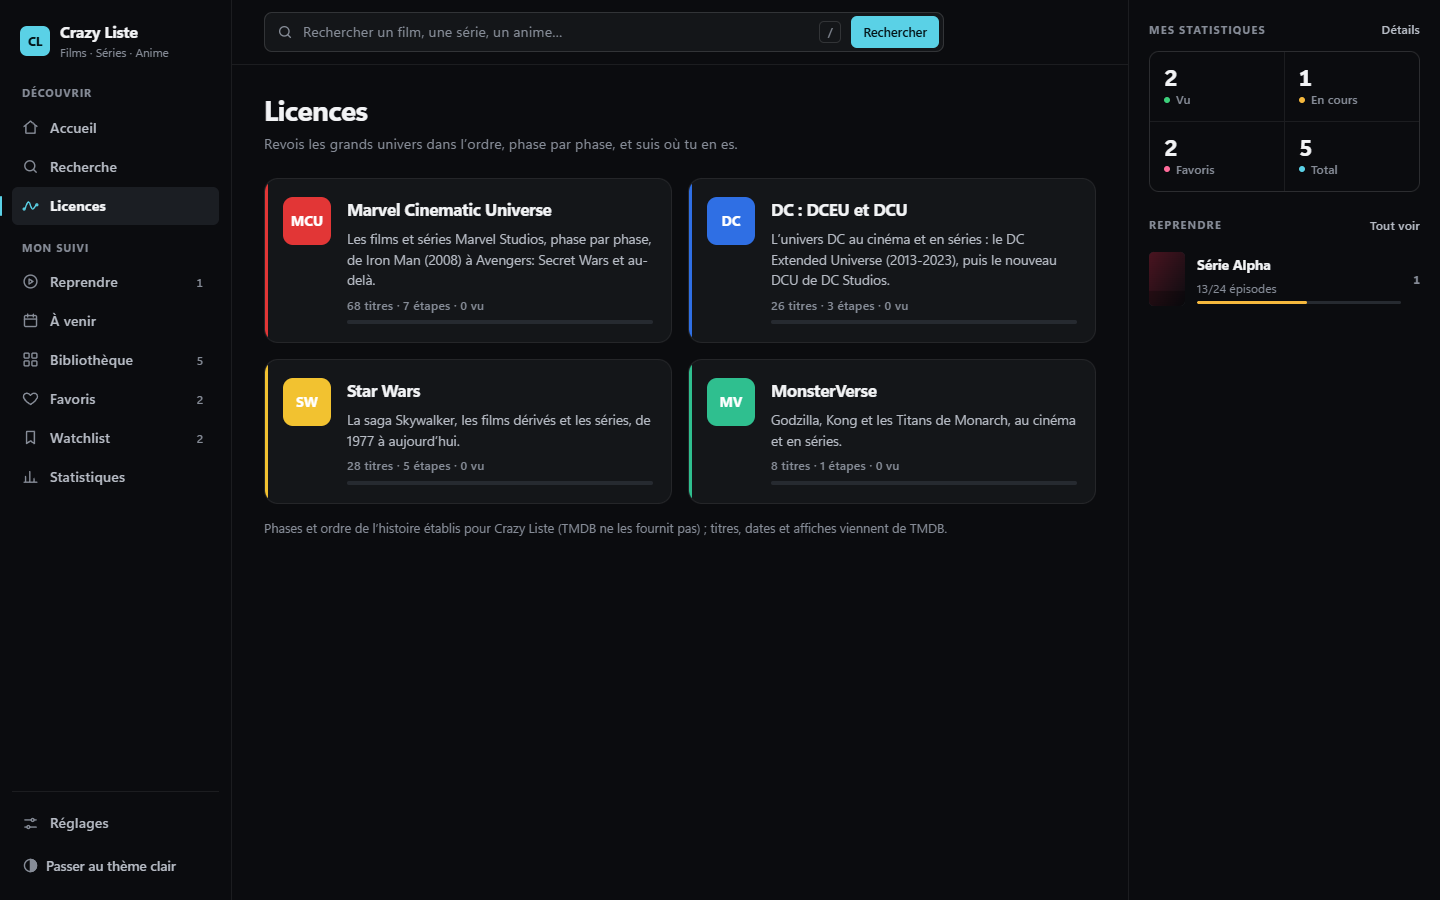 CL
Crazy Liste
Films · Séries · Anime
DÉCOUVRIR
Accueil
Recherche
Licences
MON SUIVI
Reprendre 1
À venir
Bibliothèque 5
Favoris 2
Watchlist 2
Statistiques
Réglages
Passer au thème clair
Rechercher un film, une série, un anime...
/
Rechercher
Licences
Revois les grands univers dans l’ordre, phase par phase, et suis où tu en es.
MCU
Marvel Cinematic Universe
Les films et séries Marvel Studios, phase par phase,
de Iron Man (2008) à Avengers: Secret Wars et au-
delà.
68 titres · 7 étapes · 0 vu
DC
DC : DCEU et DCU
L’univers DC au cinéma et en séries : le DC
Extended Universe (2013-2023), puis le nouveau
DCU de DC Studios.
26 titres · 3 étapes · 0 vu
SW
Star Wars
La saga Skywalker, les films dérivés et les séries, de
1977 à aujourd’hui.
28 titres · 5 étapes · 0 vu
MV
MonsterVerse
Godzilla, Kong et les Titans de Monarch, au cinéma
et en séries.
8 titres · 1 étapes · 0 vu
Phases et ordre de l’histoire établis pour Crazy Liste (TMDB ne les fournit pas) ; titres, dates et affiches viennent de TMDB.
MES STATISTIQUES Détails
2
Vu
1
En cours
2
Favoris
5
Total
REPRENDRE Tout voir
Série Alpha
13/24 épisodes
1